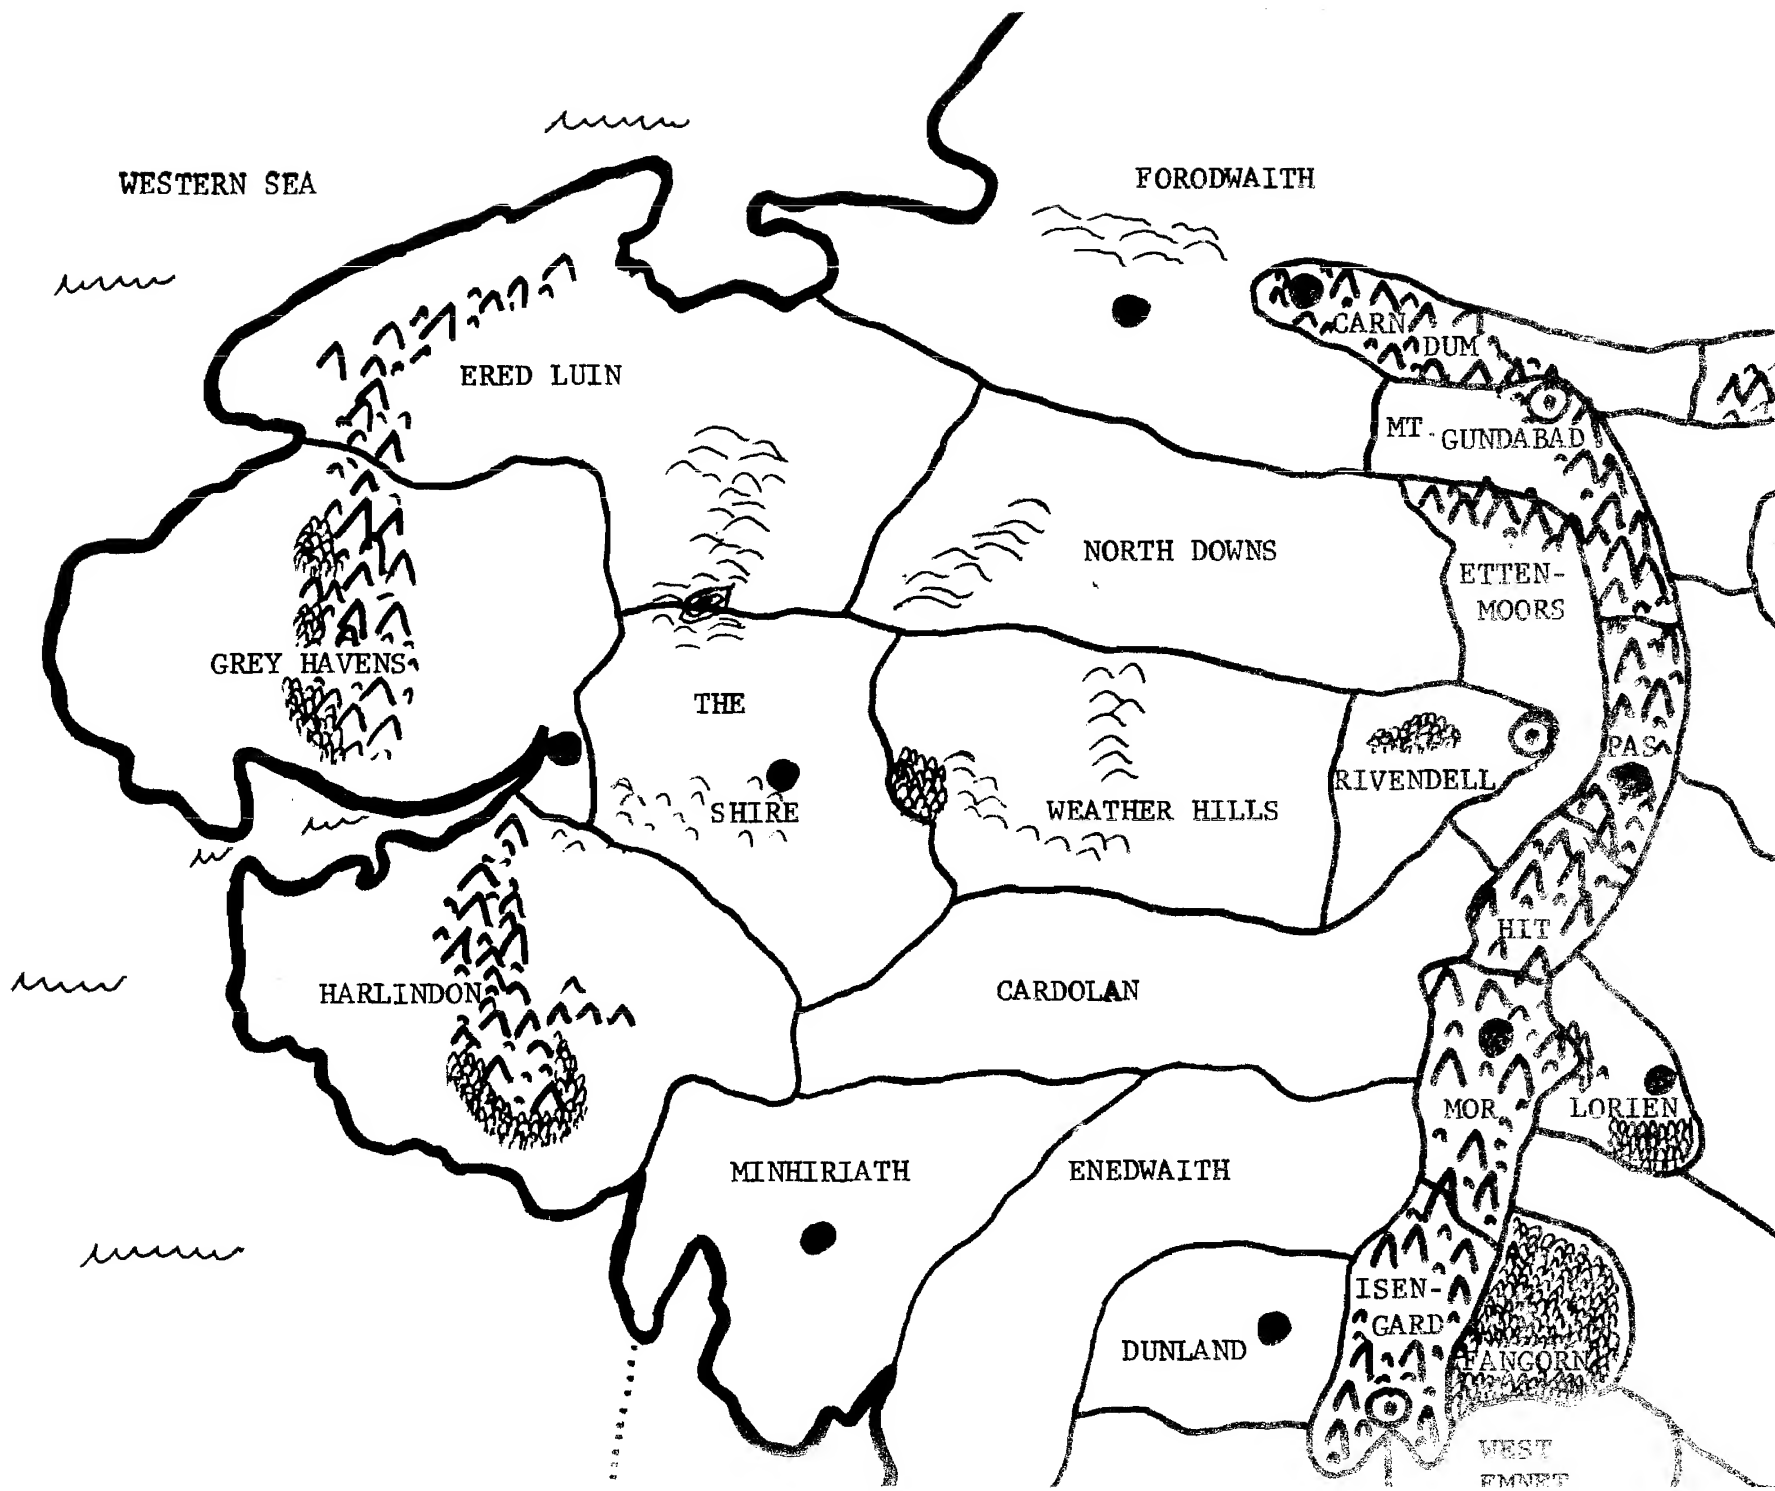 WESTERN SEA
FORODWAITH
CARN
DUM
ERED LUIN
MT. GUNDABAD
NORTH DOWNS
ETTEN-
MOORS
GREY HAVENS
THE
SHIRE
PAS
RIVENDELL
WEATHER HILLS
HIT
HARLINDON
CARDOLAN
MOR
LORIEN
MINHIRIATH
ENEDWAITH
ISEN-
GARD
DUNLAND
FANGORN
WEST
EMNET